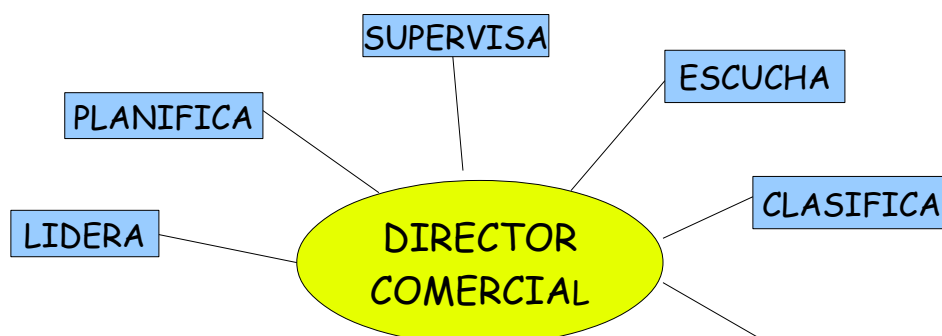 SUPERVISA
ESCUCHA
PLANIFICA
CLASIFICA
LIDERA
DIRECTOR
COMERCIAL